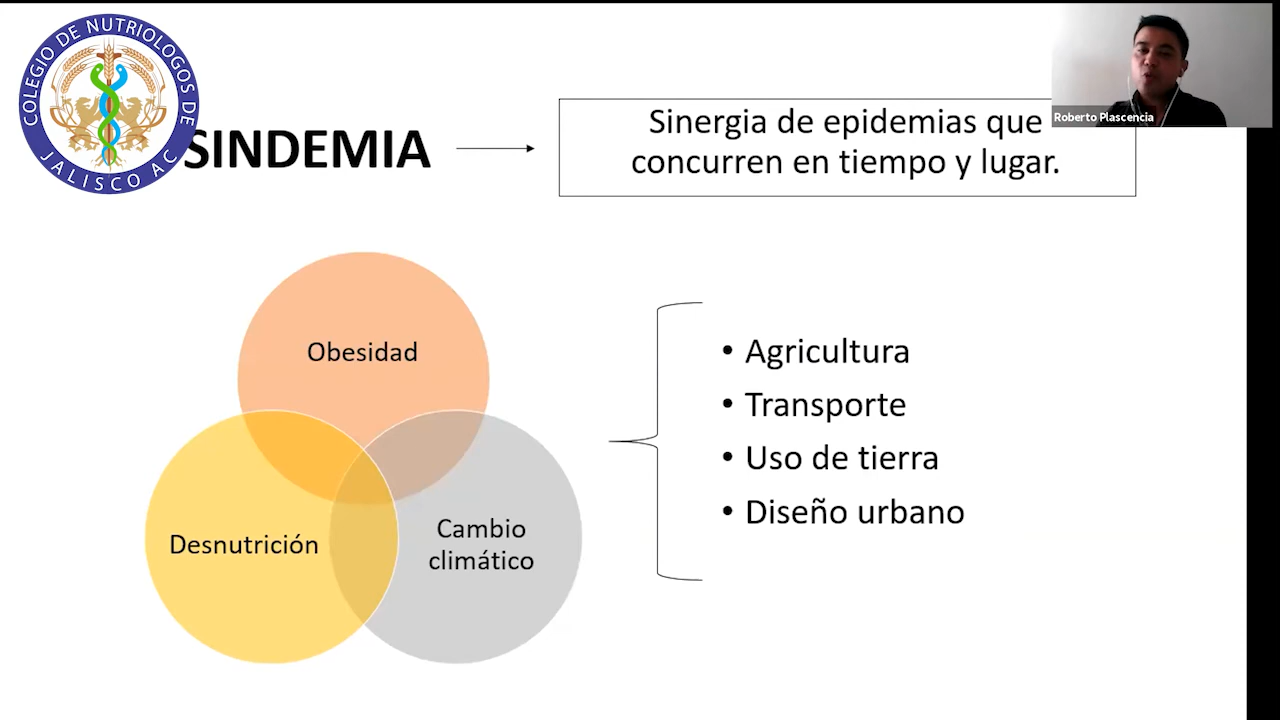 COLEGIO DE NUTRIOLOGOS DE
JALISCO AC
SINDEMIA
Sinergia de epidemias que
concurren en tiempo y lugar.
Roberto Plascencia
Obesidad
Desnutrición
Cambio
climático
• Agricultura
• Transporte
• Uso de tierra
• Diseño urbano